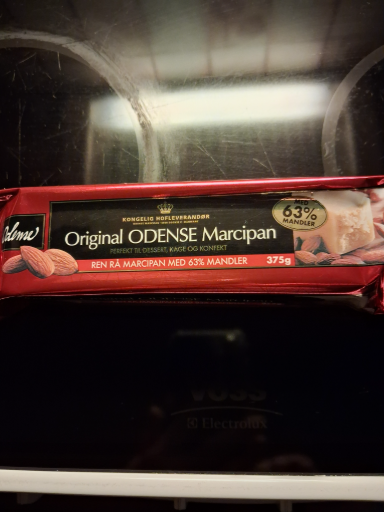 KONGELIG HOFLEVERANDØR
Odense
Original ODENSE Marcipan
PERFEKT TIL DESSERT, KAGE OG KONFEKT
REN RÅ MARCIPAN MED 63% MANDLER
375g
63%
MANDLER
VOSS
Electrolux